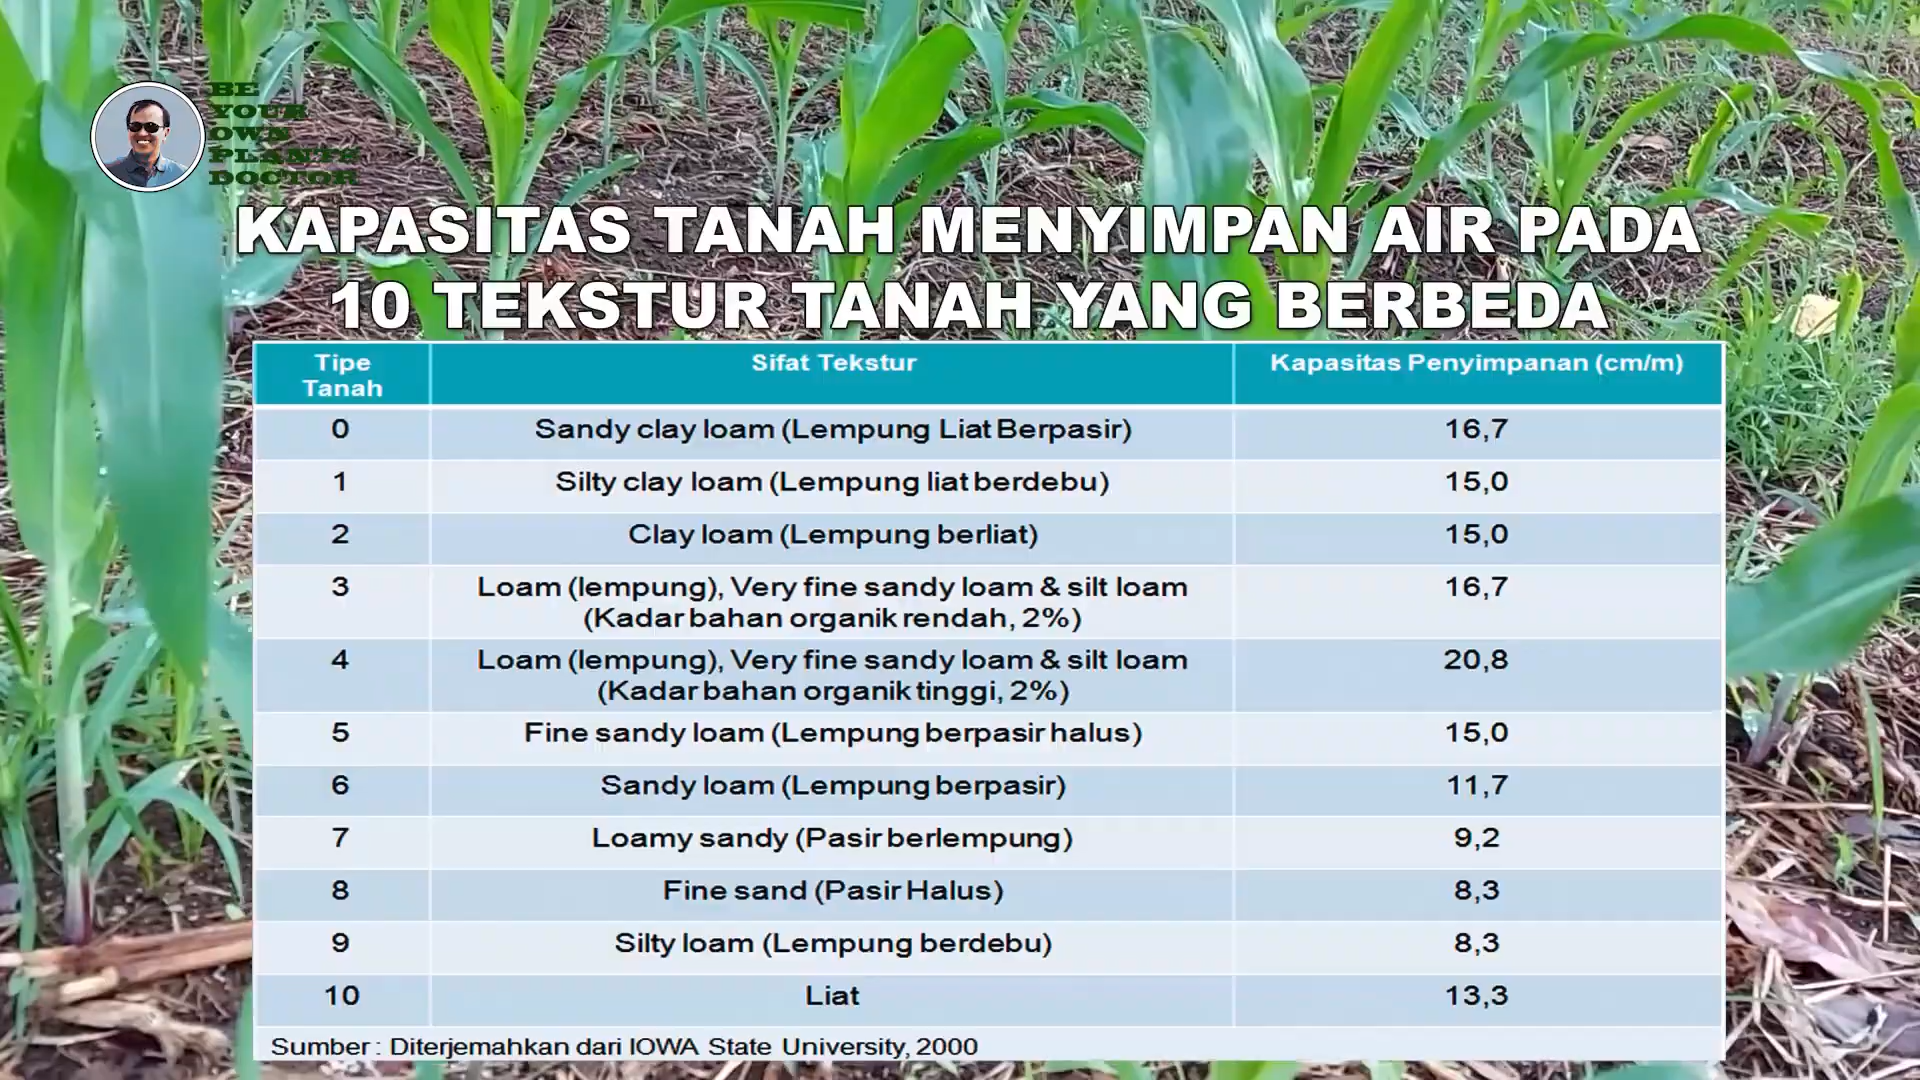 BE
YOUR
OWN
PLANTE
DOCTOR
KAPASITAS TANAH MENYIMPAN AIR PADA
10 TEKSTUR TANAH YANG BERBEDA
Tipe Tanah Sifat Tekstur Kapasitas Penyimpanan (cm/m)
0 Sandy clay loam (Lempung Liat Berpasir) 16,7
1 Silty clay loam (Lempung liat berdebu) 15,0
2 Clay loam (Lempung berliat) 15,0
3 Loam (lempung), Very fine sandy loam & silt loam 16,7
(Kadar bahan organik rendah, 2%)
4 Loam (lempung), Very fine sandy loam & silt loam 20,8
(Kadar bahan organik tinggi, 2%)
5 Fine sandy loam (Lempung berpasir halus) 15,0
6 Sandy loam (Lempung berpasir) 11,7
7 Loamy sandy (Pasir berlempung) 9,2
8 Fine sand (Pasir Halus) 8,3
9 Silty loam (Lempung berdebu) 8,3
10 Liat 13,3
Sumber : Diterjemahkan dari IOWA State University, 2000